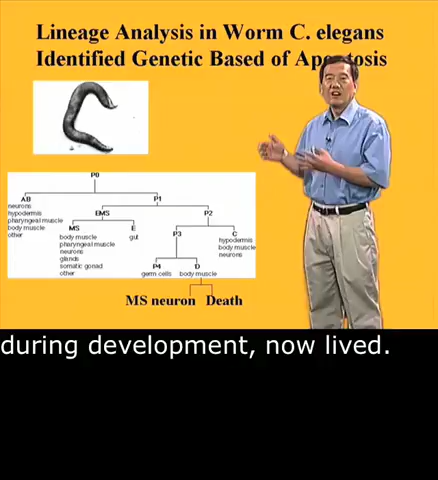 Lineage Analysis in Worm C. elegans
Identified Genetic Based of Apoptosis
P0
AB
P1
neurons
hypodermis
pharyngeal muscle
body muscle
other
EMS
P2
MS
E
P3
C
body muscle
pharyngeal muscle
neurons
glands
somatic gonad
other
gut
hypodermis
body muscle
neurons
P4
D
germ cells
body muscle
MS neuron Death
during development, now lived.